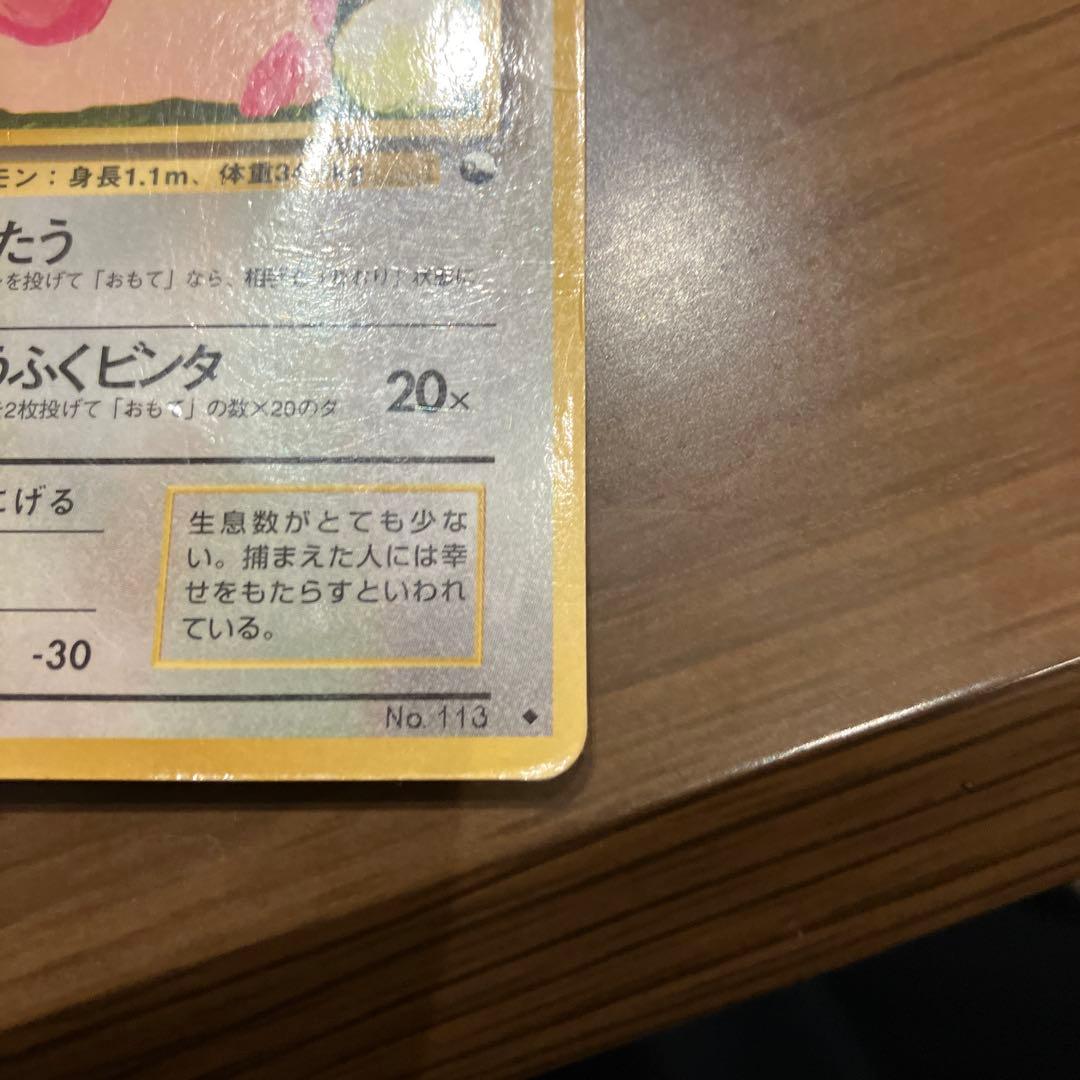 モン：身長1.1m、体重34 kg
たう
を投げて「おもて」なら、相手を 状態に
うふくビンタ
20×
2枚投げて「おもて」の数×20のダ
にげる
生息数がとても少な
い。捕まえた人には幸
せをもたらすといわれ
ている。
-30
No. 113